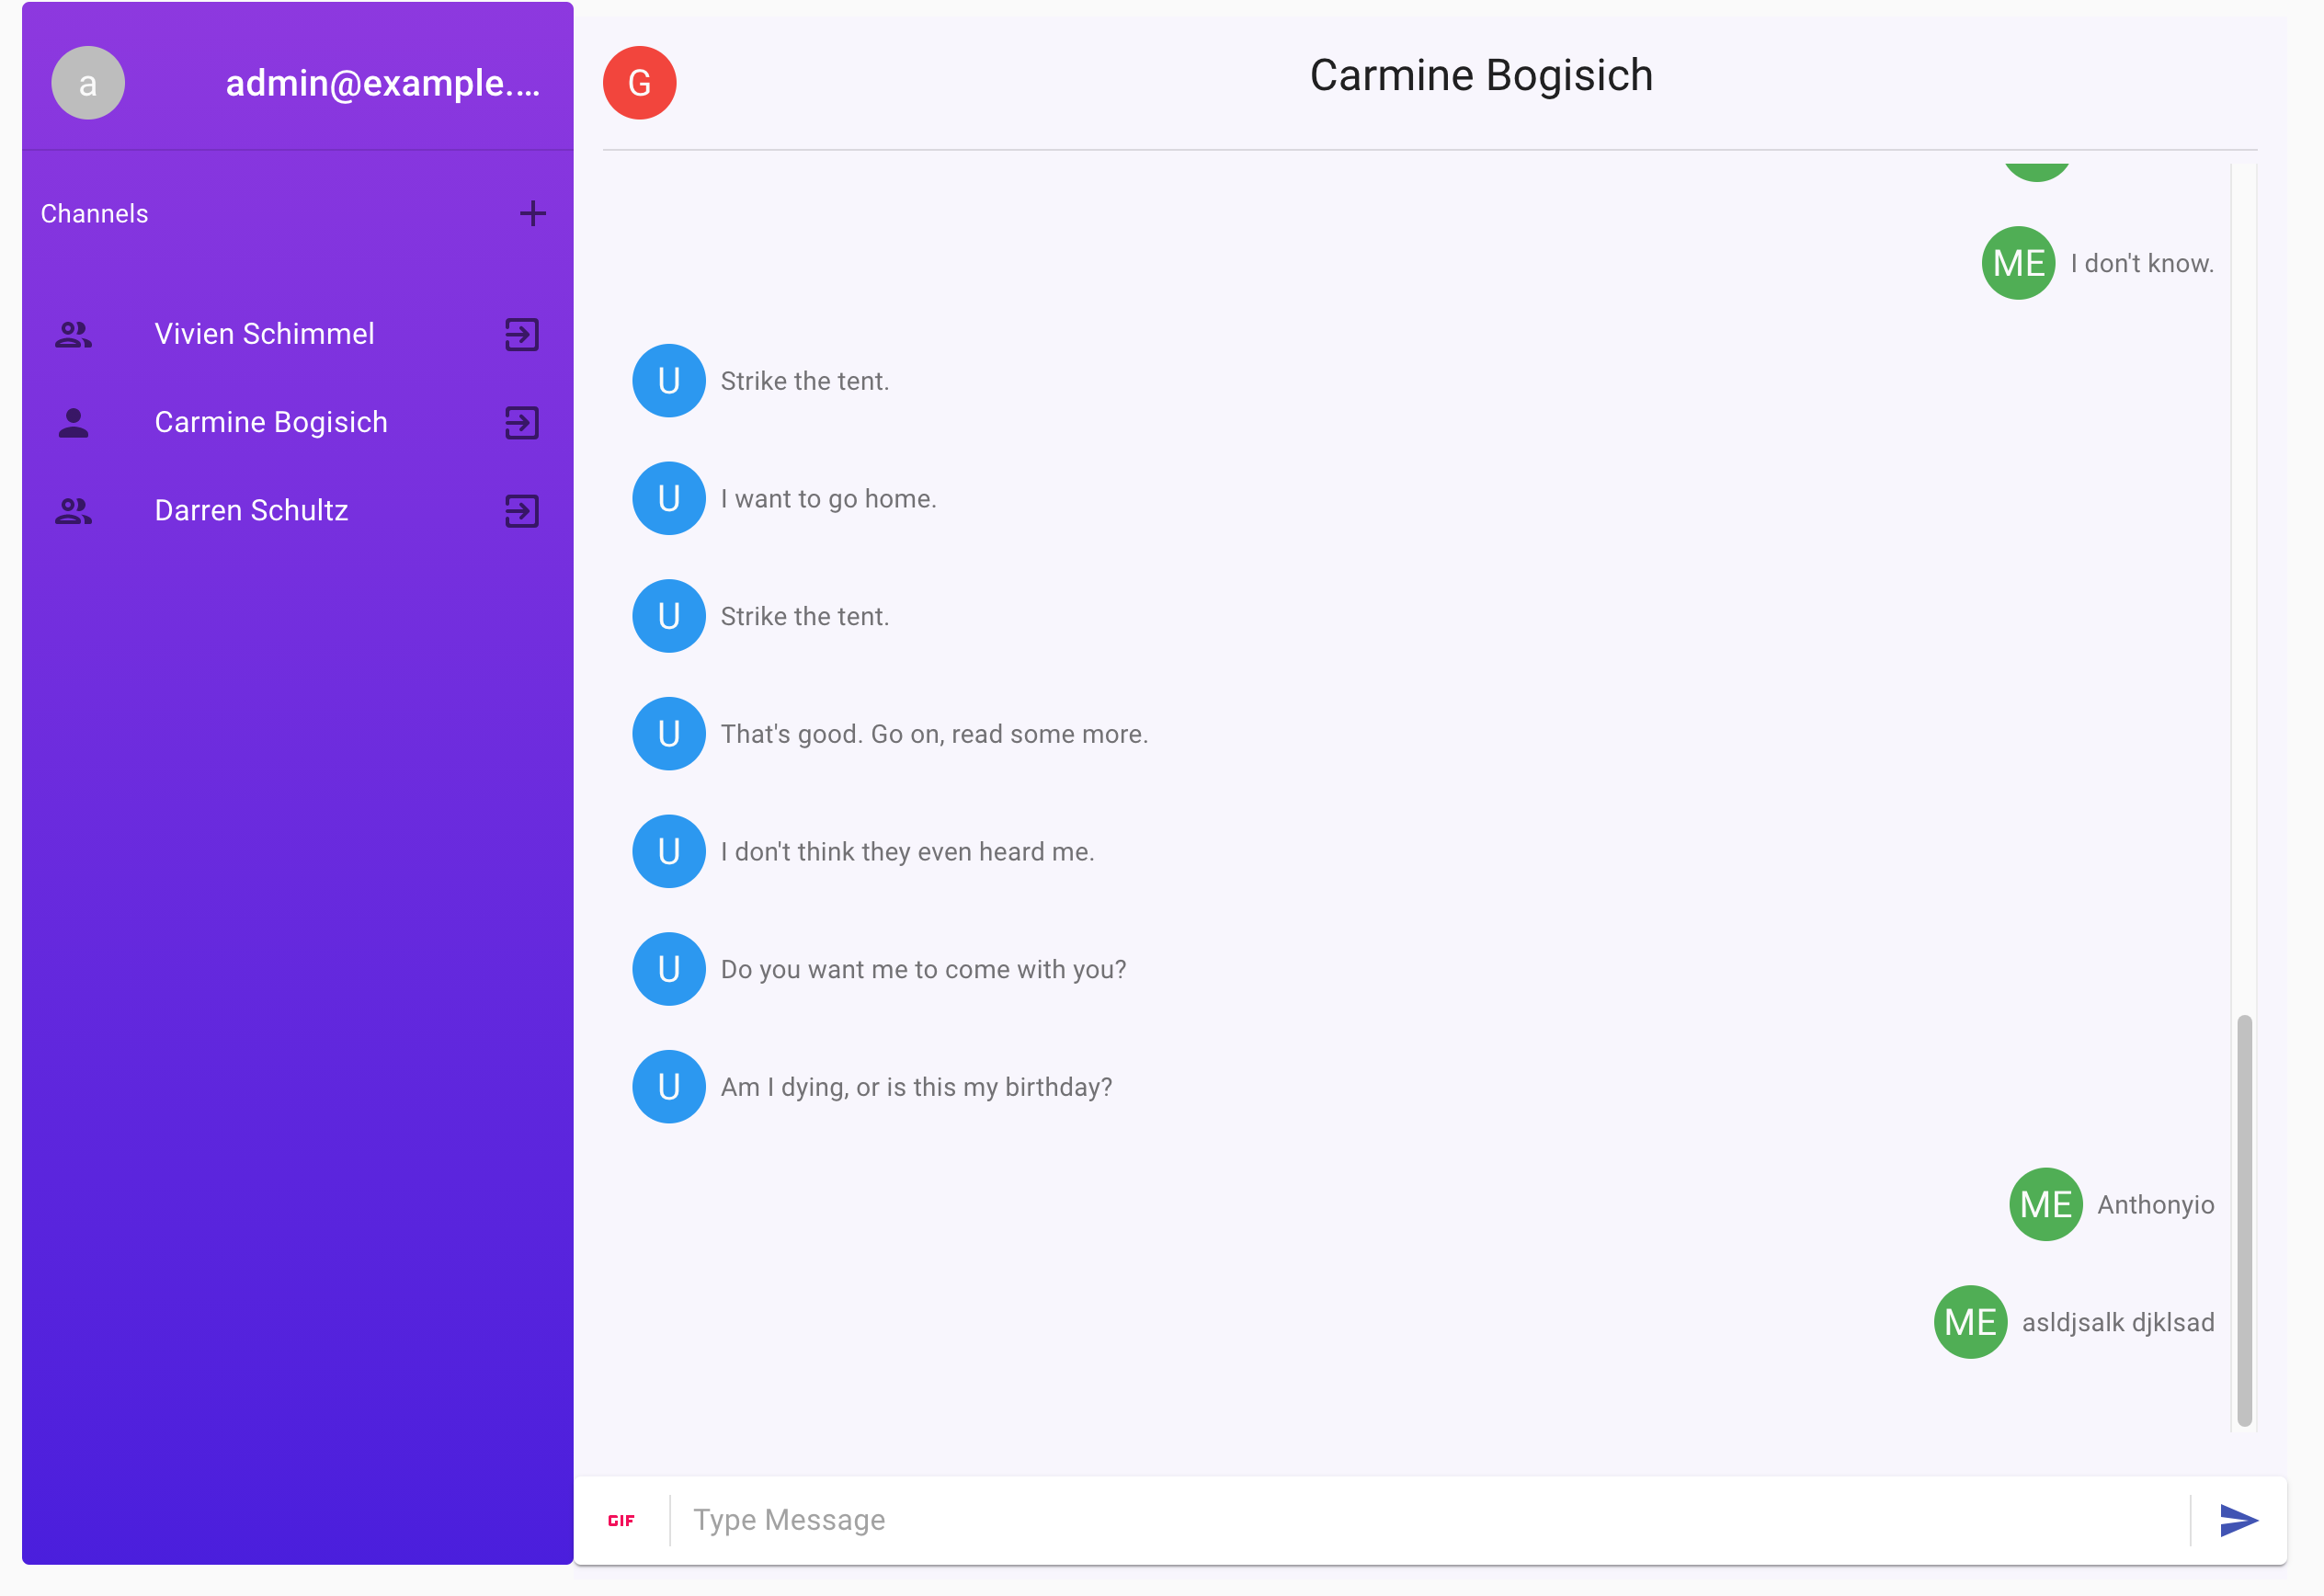 a
admin@example....
Channels
Vivien Schimmel
Carmine Bogisich
Darren Schultz
G
Carmine Bogisich
ME I don't know.
U Strike the tent.
U I want to go home.
U Strike the tent.
U That's good. Go on, read some more.
U I don't think they even heard me.
U Do you want me to come with you?
U Am I dying, or is this my birthday?
ME Anthonyio
ME asldjsalk djklsad
GIF Type Message